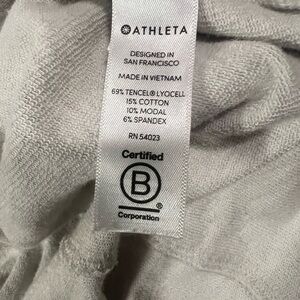 ATHLETA
DESIGNED IN
SAN FRANCISCO
MADE IN VIETNAM
69% TENCEL® LYOCELL
15% COTTON
10% MODAL
6% SPANDEX
RN 54023
Certified
B
Corporation